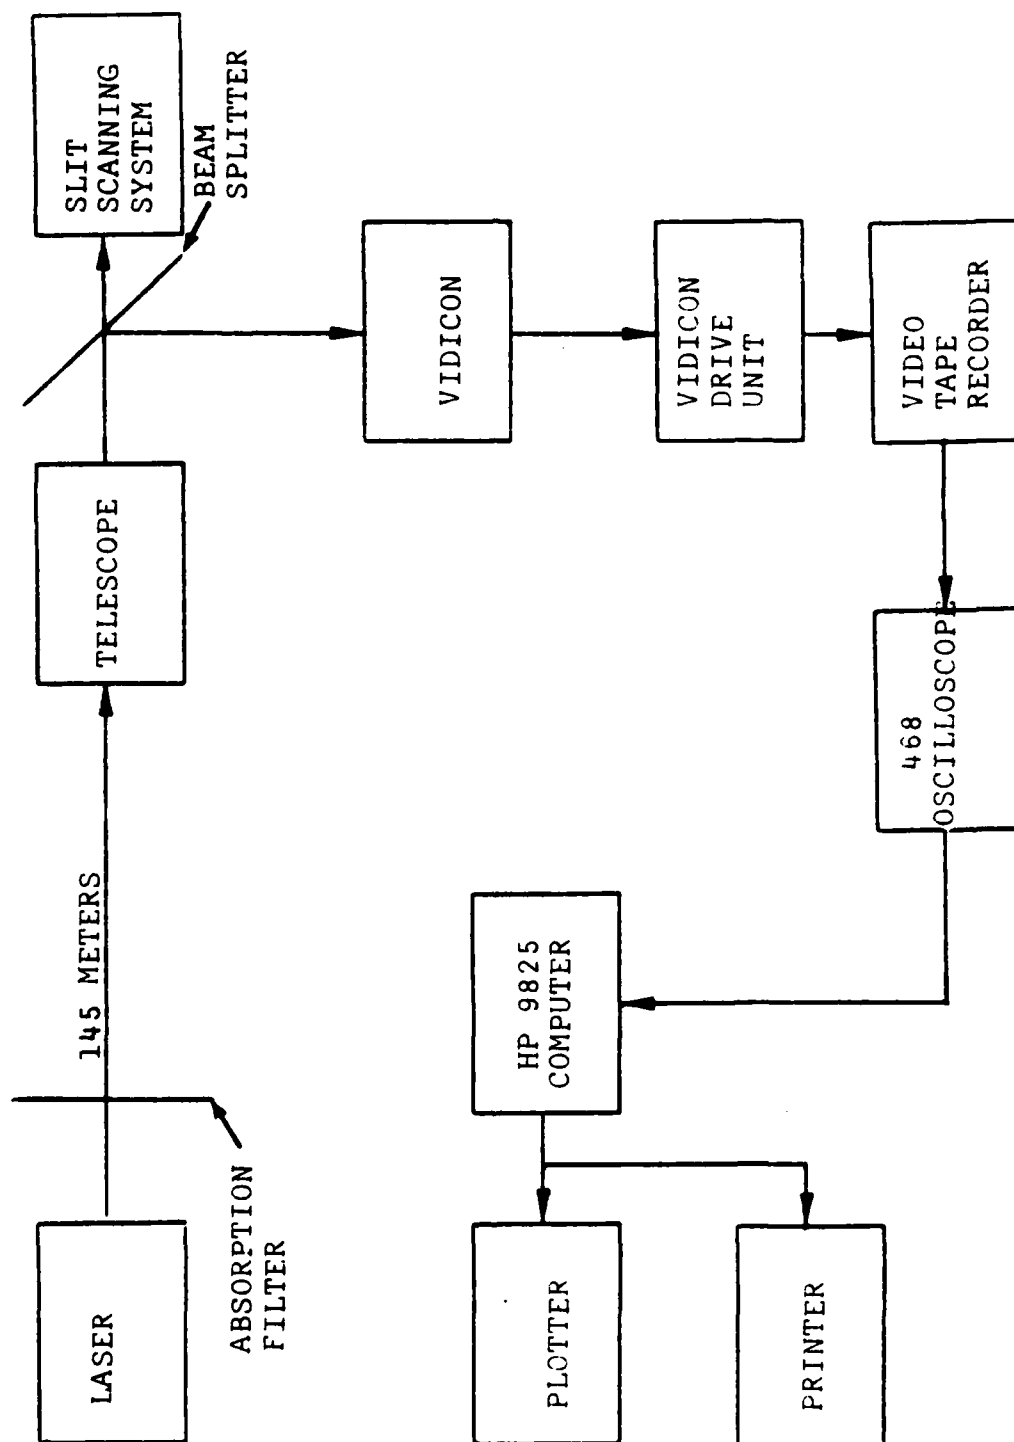 LASER
ABSORPTION
FILTER
145 METERS
TELESCOPE
BEAM
SPLITTER
SLIT
SCANNING
SYSTEM
VIDICON
VIDICON
DRIVE
UNIT
VIDEO
TAPE
RECORDER
468
OSCILLOSCOPE
HP 9825
COMPUTER
PLOTTER
PRINTER